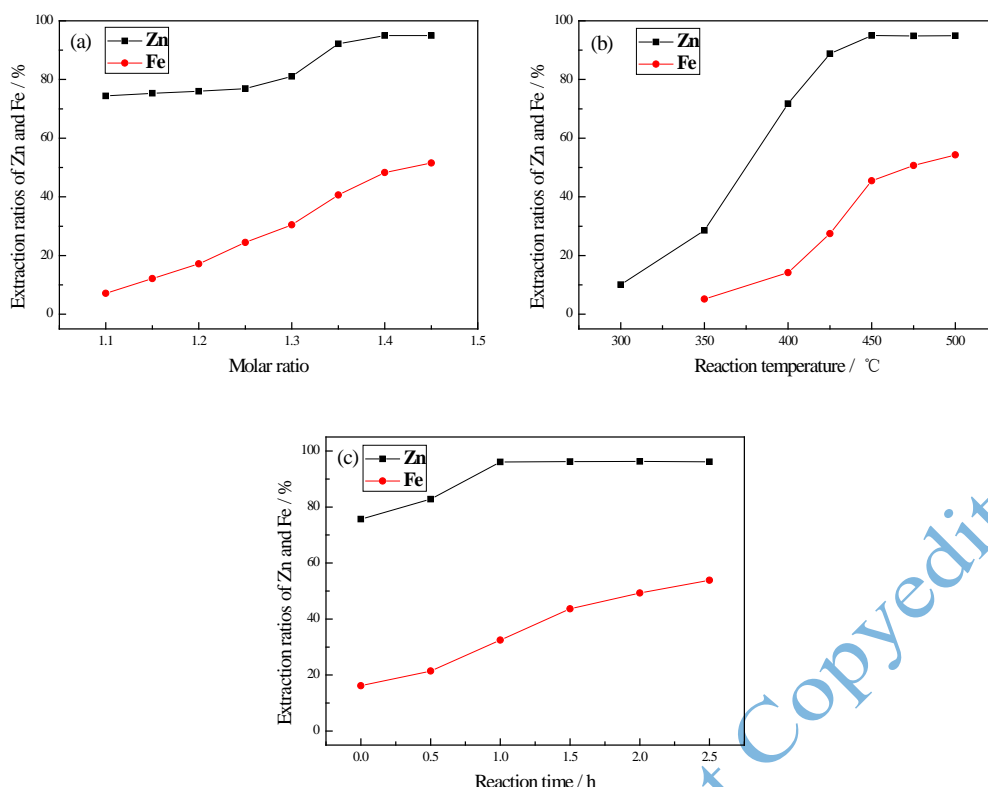 (a)
Zn
Fe
Extraction ratios of Zn and Fe / %
100
80
60
40
20
0
1.1 1.2 1.3 1.4 1.5
Molar ratio
(b)
Zn
Fe
Extraction ratios of Zn and Fe / %
100
80
60
40
20
0
300 350 400 450 500
Reaction temperature / ℃
(c)
Zn
Fe
Extraction ratios of Zn and Fe / %
100
80
60
40
20
0
0.0 0.5 1.0 1.5 2.0 2.5
Reaction time / h